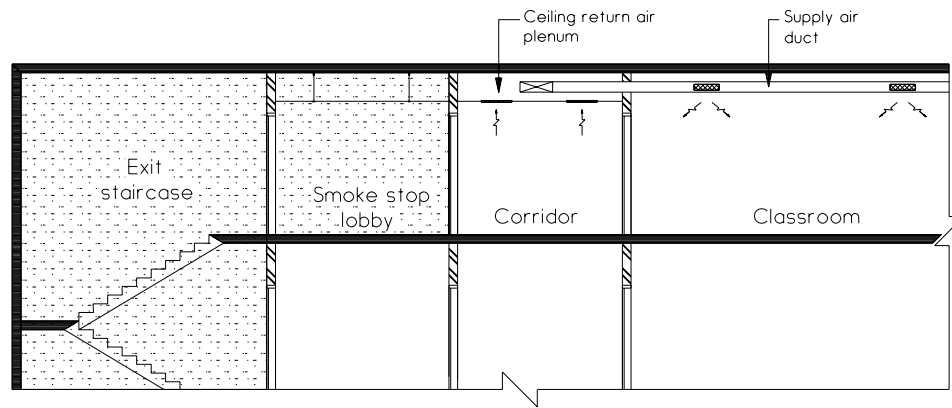 Ceiling return air
plenum
Supply air
duct
Exit
staircase
Smoke stop
lobby
Corridor
Classroom